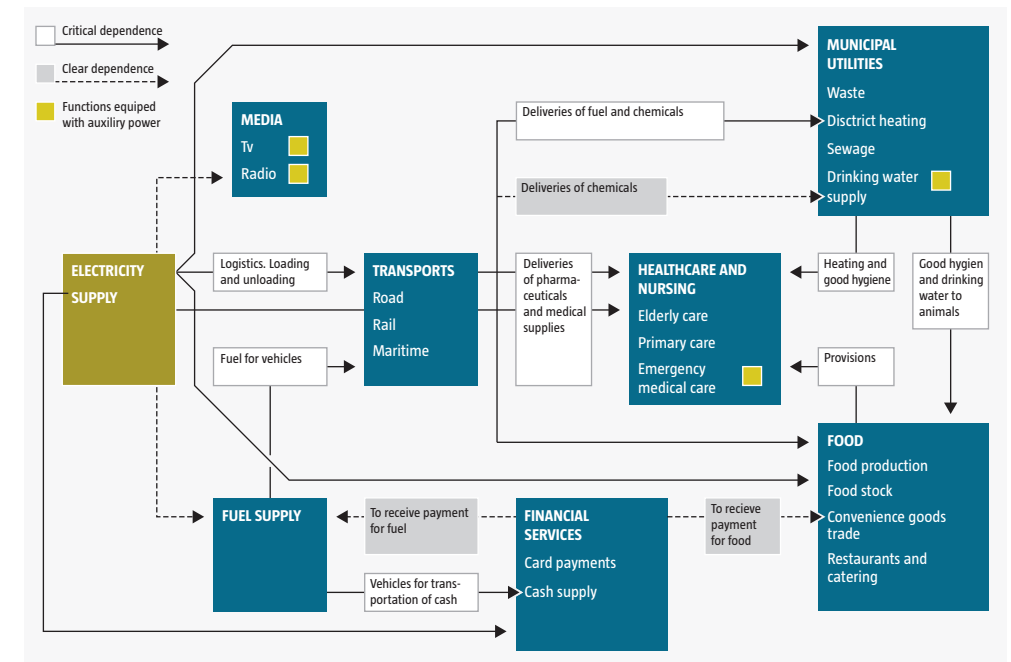 Critical dependence
Clear dependence
Functions equiped
with auxiliry power
MEDIA
Tv
Radio
MUNICIPAL
UTILITIES
Waste
Disctrict heating
Sewage
Drinking water
supply
Deliveries of fuel and chemicals
Deliveries of chemicals
ELECTRICITY
SUPPLY
Logistics. Loading
and unloading
Fuel for vehicles
TRANSPORTS
Road
Rail
Maritime
Deliveries
of pharma-
ceuticals
and medical
supplies
HEALTHCARE AND
NURSING
Elderly care
Primary care
Emergency
medical care
Heating and
good hygiene
Good hygien
and drinking
water to
animals
Provisions
FOOD
Food production
Food stock
Convenience goods
trade
Restaurants and
catering
FUEL SUPPLY
To receive payment
for fuel
Vehicles for trans-
portation of cash
FINANCIAL
SERVICES
Card payments
Cash supply
To recieve
payment
for food